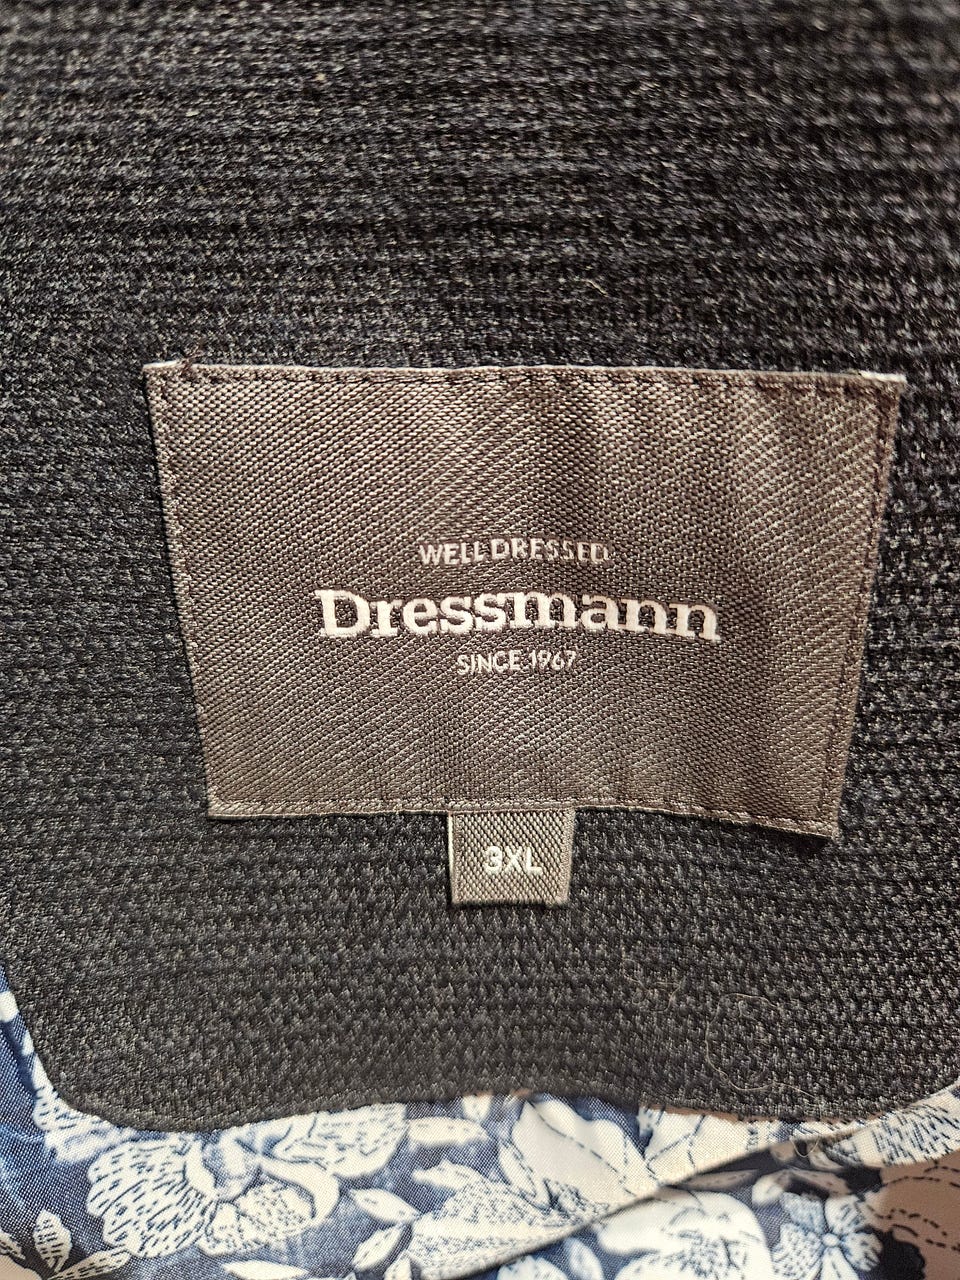 WELL DRESSED.
Dressmann
SINCE 1967
3XL